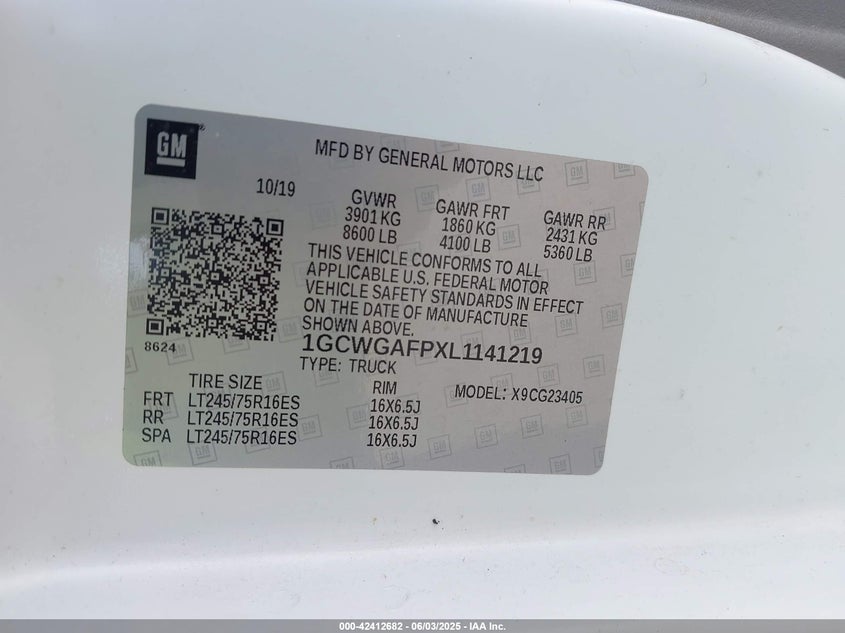 GM
MFD BY GENERAL MOTORS LLC
10/19
GVWR
3901 KG
8600 LB
GAWR FRT
1860 KG
4100 LB
GAWR RR
2431 KG
5360 LB
THIS VEHICLE CONFORMS TO ALL
APPLICABLE U.S. FEDERAL MOTOR
VEHICLE SAFETY STANDARDS IN EFFECT
ON THE DATE OF MANUFACTURE
SHOWN ABOVE.
8624
1GCWGAFPXL1141219
TYPE: TRUCK
MODEL: X9CG23405
TIRE SIZE RIM
FRT LT245/75R16ES 16X6.5J
RR LT245/75R16ES 16X6.5J
SPA LT245/75R16ES 16X6.5J
000-42412682 - 06/03/2025 - IAA Inc.